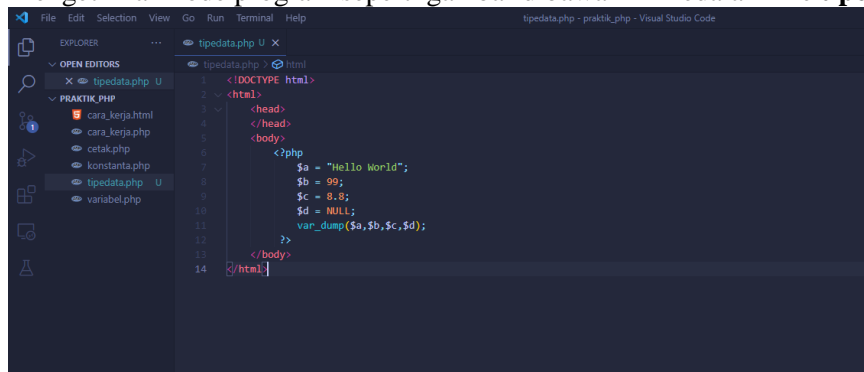 File Edit Selection View Go Run Terminal Help tipedata.php - praktik_php - Visual Studio Code
EXPLORER ··· tipedata.php U ×
OPEN EDITORS tipedata.php > html
× tipedata.php U
PRAKTIK_PHP
cara_kerja.html
cara_kerja.php
cetak.php
konstanta.php
tipedata.php U
variabel.php
1
1 <!DOCTYPE html>
2 <html>
3 <head>
4 </head>
5 <body>
6 <?php
7 $a = "Hello World";
8 $b = 99;
9 $c = 8.8;
10 $d = NULL;
11 var_dump($a,$b,$c,$d);
12 ?>
13 </body>
14 </html>